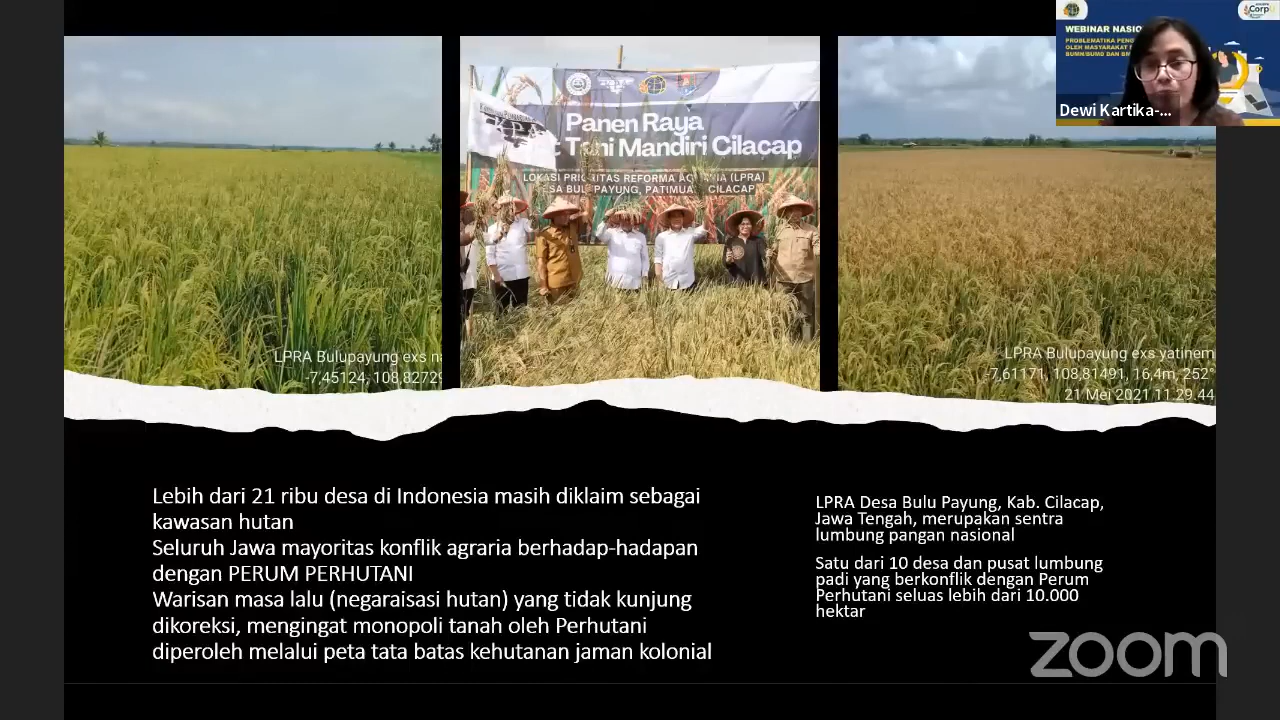 WEBINAR NASIO
PROBLEMATIKA PENG
OLEH MASYARAKAT
BUMN/BUMD DAN BM
CorpU
Dewi Kartika-...
Panen Raya
Tani Mandiri Cilacap
LOKASI PRIORITAS REFORMA AGRARIA (LPRA)
DESA BULUPAYUNG, PATIMUAN CILACAP
LPRA Bulupayung exs na
-7,45124, 108,82729
LPRA Bulupayung exs yatinem
-7,61171, 108,81491, 16,4m, 252°
21 Mei 2021 11.29.44
Lebih dari 21 ribu desa di Indonesia masih diklaim sebagai
kawasan hutan
Seluruh Jawa mayoritas konflik agraria berhadap-hadapan
dengan PERUM PERHUTANI
Warisan masa lalu (negaraisasi hutan) yang tidak kunjung
dikoreksi, mengingat monopoli tanah oleh Perhutani
diperoleh melalui peta tata batas kehutanan jaman kolonial
LPRA Desa Bulu Payung, Kab. Cilacap,
Jawa Tengah, merupakan sentra
lumbung pangan nasional
Satu dari 10 desa dan pusat lumbung
padi yang berkonflik dengan Perum
Perhutani seluas lebih dari 10.000
hektar
zoom